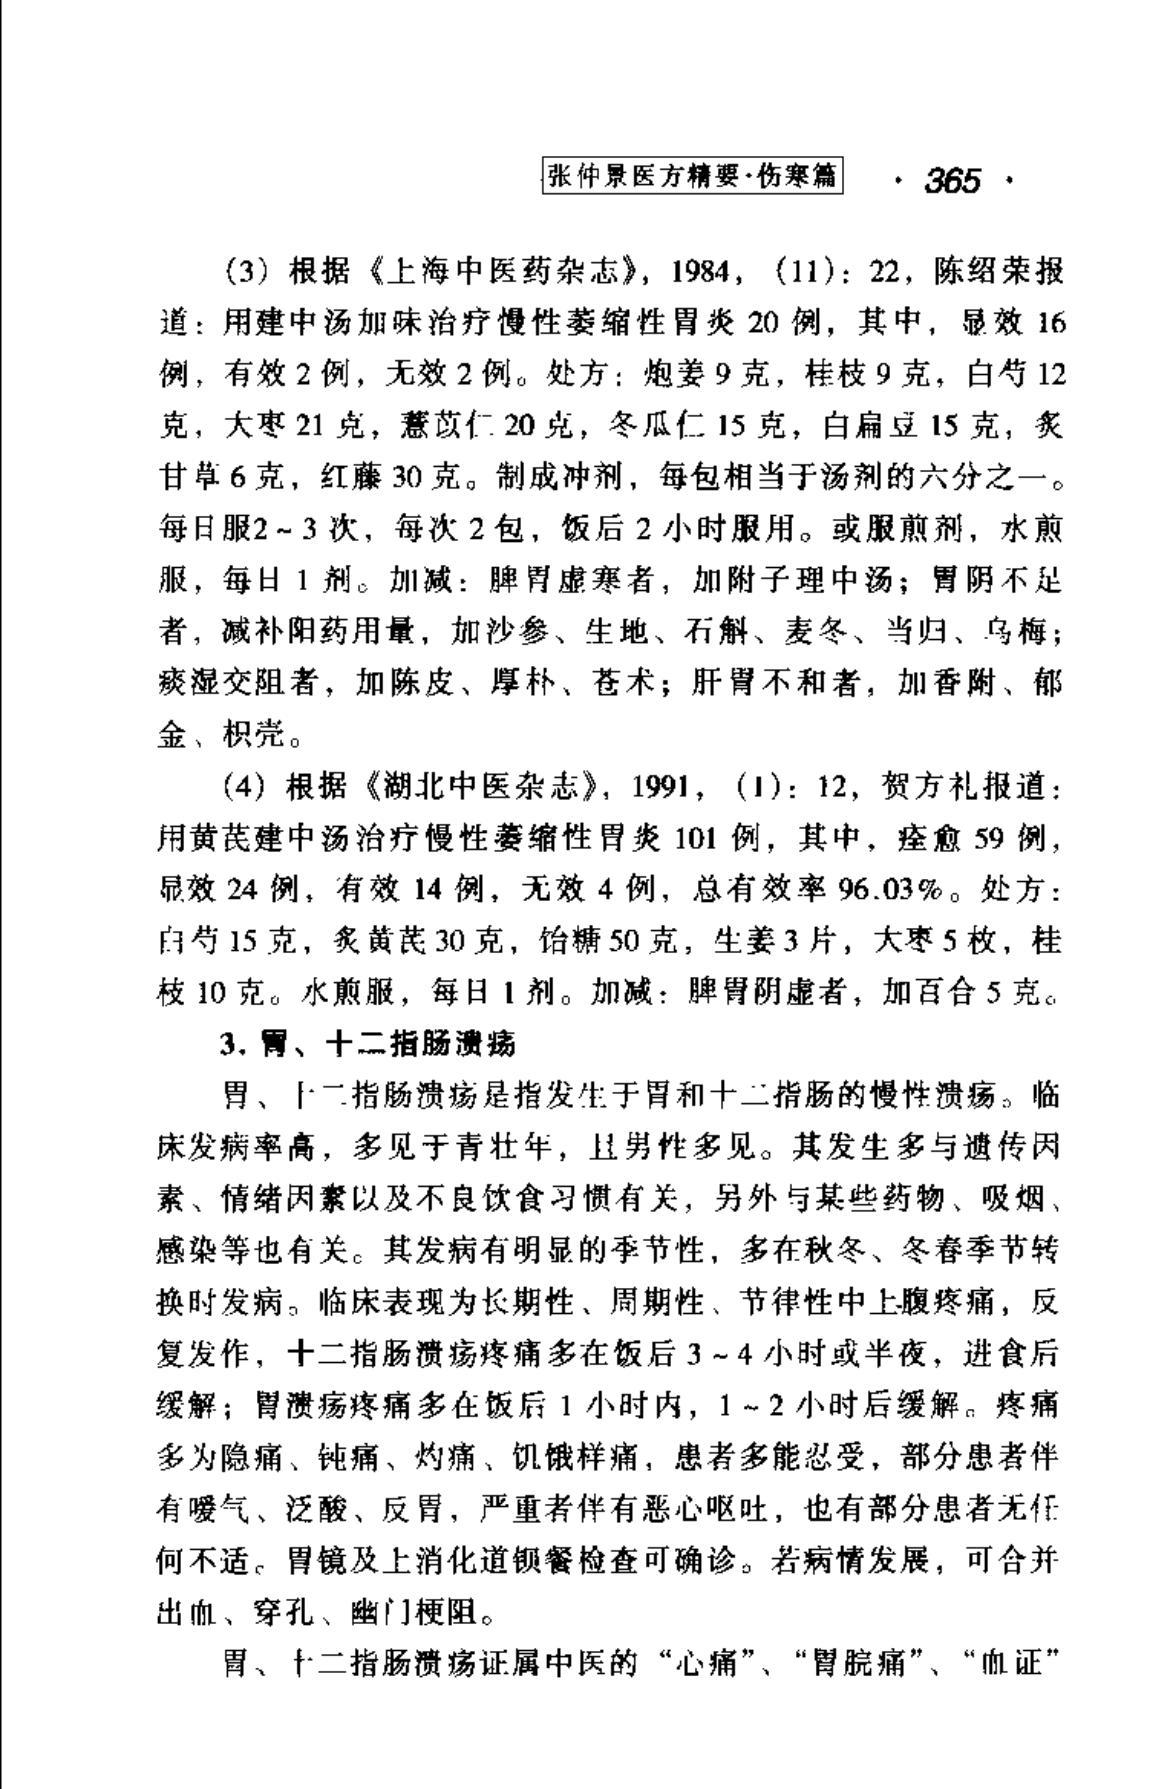 张仲景医方精要·伤寒篇 · 365 ·
(3) 根据《上海中医药杂志》，1984，(11)：22，陈绍荣报
道：用建中汤加味治疗慢性萎缩性胃炎 20 例，其中，显效 16
例，有效 2 例，无效 2 例。处方：炮姜 9 克，桂枝 9 克，白芍 12
克，大枣 21 克，薏苡仁 20 克，冬瓜仁 15 克，白扁豆 15 克，炙
甘草 6 克，红藤 30 克。制成冲剂，每包相当于汤剂的六分之一。
每日服2～3 次，每次 2 包，饭后 2 小时服用。或服煎剂，水煎
服，每日 1 剂。加减：脾胃虚寒者，加附子理中汤；胃阴不足
者，减补阳药用量，加沙参、生地、石斛、麦冬、当归、乌梅；
痰湿交阻者，加陈皮、厚朴、苍术；肝胃不和者，加香附、郁
金、枳壳。
(4) 根据《湖北中医杂志》，1991，(1)：12，贺方礼报道：
用黄芪建中汤治疗慢性萎缩性胃炎 101 例，其中，痊愈 59 例，
显效 24 例，有效 14 例，无效 4 例，总有效率 96.03%。处方：
白芍 15 克，炙黄芪 30 克，饴糖 50 克，生姜 3 片，大枣 5 枚，桂
枝 10 克。水煎服，每日 1 剂。加减：脾胃阴虚者，加百合 5 克。
3. 胃、十二指肠溃疡
胃、十二指肠溃疡是指发生于胃和十二指肠的慢性溃疡。临
床发病率高，多见于青壮年，且男性多见。其发生多与遗传因
素、情绪因素以及不良饮食习惯有关，另外与某些药物、吸烟、
感染等也有关。其发病有明显的季节性，多在秋冬、冬春季节转
换时发病。临床表现为长期性、周期性、节律性中上腹疼痛，反
复发作，十二指肠溃疡疼痛多在饭后 3～4 小时或半夜，进食后
缓解；胃溃疡疼痛多在饭后 1 小时内，1～2 小时后缓解。疼痛
多为隐痛、钝痛、灼痛、饥饿样痛，患者多能忍受，部分患者伴
有嗳气、泛酸、反胃，严重者伴有恶心呕吐，也有部分患者无任
何不适。胃镜及上消化道钡餐检查可确诊。若病情发展，可合并
出血、穿孔、幽门梗阻。
胃、十二指肠溃疡证属中医的“心痛”、“胃脘痛”、“血证”